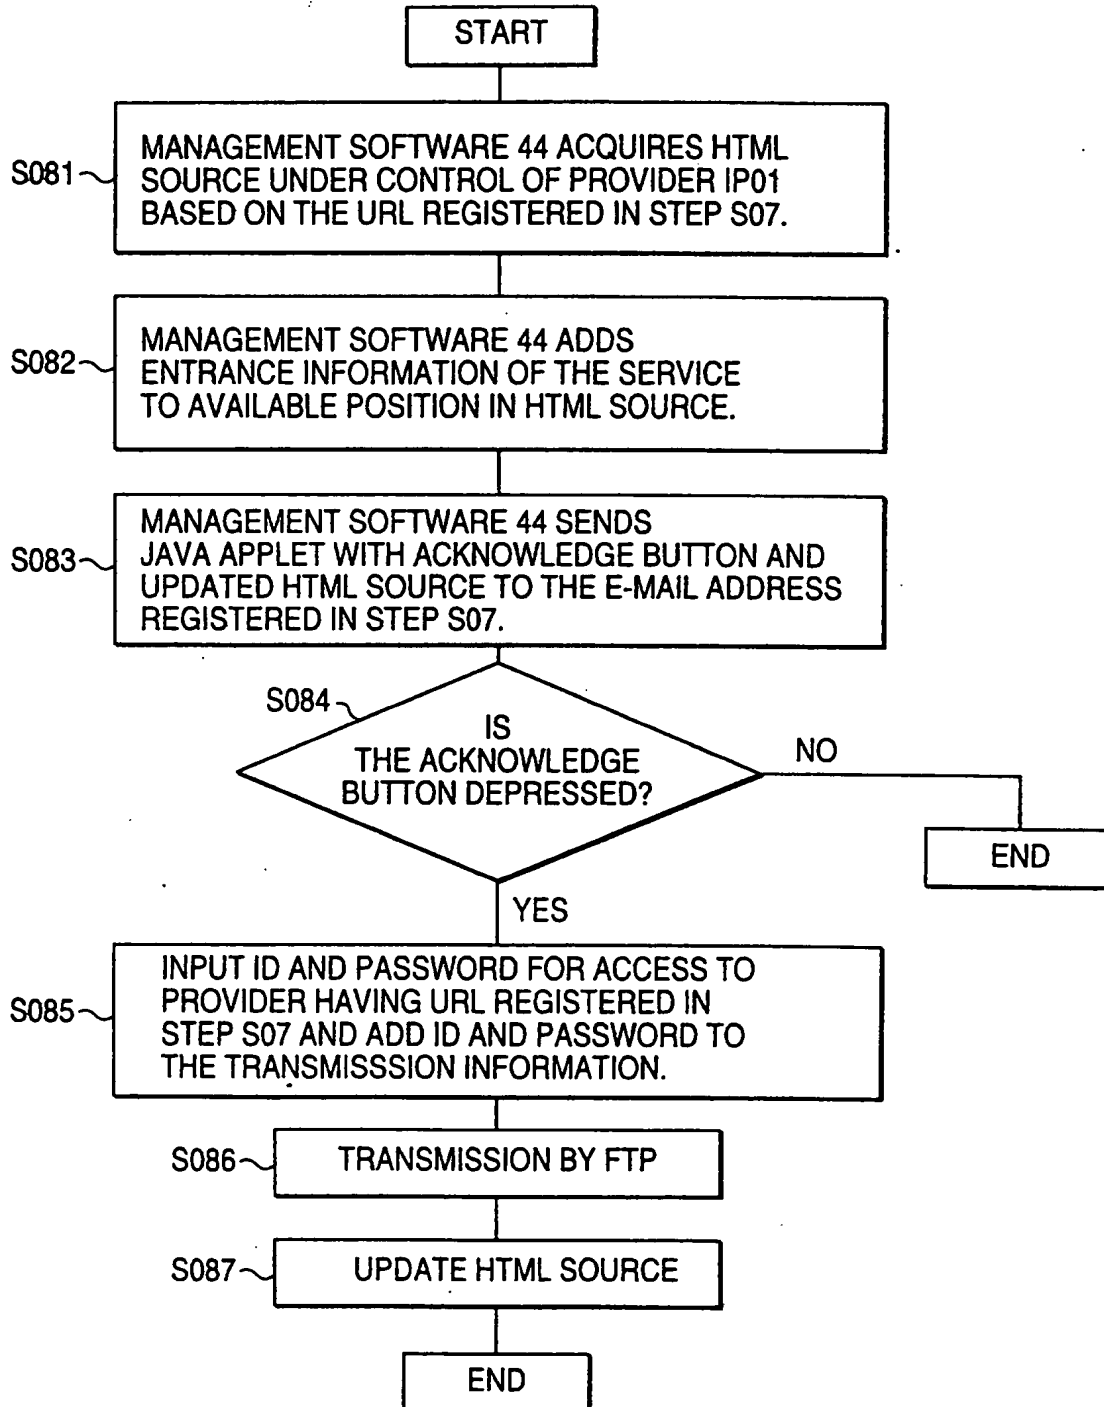 START
S081
MANAGEMENT SOFTWARE 44 ACQUIRES HTML
SOURCE UNDER CONTROL OF PROVIDER IP01
BASED ON THE URL REGISTERED IN STEP S07.
S082
MANAGEMENT SOFTWARE 44 ADDS
ENTRANCE INFORMATION OF THE SERVICE
TO AVAILABLE POSITION IN HTML SOURCE.
S083
MANAGEMENT SOFTWARE 44 SENDS
JAVA APPLET WITH ACKNOWLEDGE BUTTON AND
UPDATED HTML SOURCE TO THE E-MAIL ADDRESS
REGISTERED IN STEP S07.
S084
IS
THE ACKNOWLEDGE
BUTTON DEPRESSED?
NO
END
YES
S085
INPUT ID AND PASSWORD FOR ACCESS TO
PROVIDER HAVING URL REGISTERED IN
STEP S07 AND ADD ID AND PASSWORD TO
THE TRANSMISSSION INFORMATION.
S086
TRANSMISSION BY FTP
S087
UPDATE HTML SOURCE
END